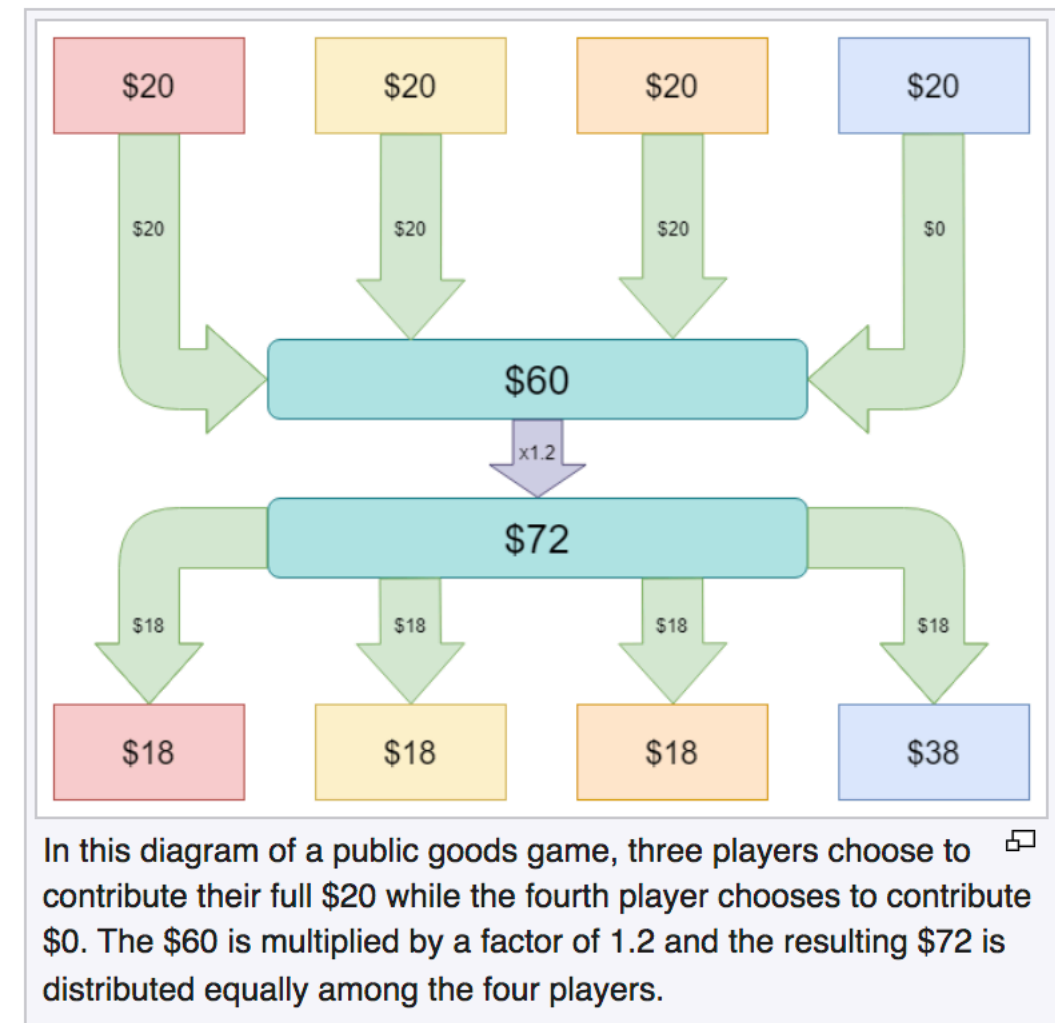 $20 $20 $20 $20
$20 $20 $20 $0
$60
x1.2
$72
$18 $18 $18 $18
$18 $18 $18 $38
In this diagram of a public goods game, three players choose to
contribute their full $20 while the fourth player chooses to contribute
$0. The $60 is multiplied by a factor of 1.2 and the resulting $72 is
distributed equally among the four players.